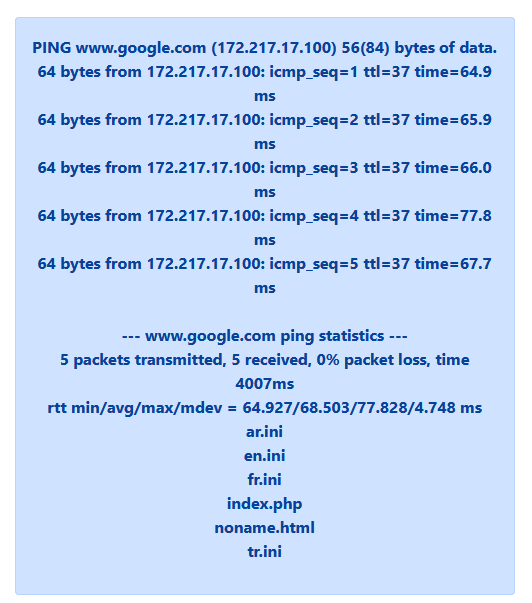 PING www.google.com (172.217.17.100) 56(84) bytes of data.
64 bytes from 172.217.17.100: icmp_seq=1 ttl=37 time=64.9
ms
64 bytes from 172.217.17.100: icmp_seq=2 ttl=37 time=65.9
ms
64 bytes from 172.217.17.100: icmp_seq=3 ttl=37 time=66.0
ms
64 bytes from 172.217.17.100: icmp_seq=4 ttl=37 time=77.8
ms
64 bytes from 172.217.17.100: icmp_seq=5 ttl=37 time=67.7
ms
--- www.google.com ping statistics ---
5 packets transmitted, 5 received, 0% packet loss, time
4007ms
rtt min/avg/max/mdev = 64.927/68.503/77.828/4.748 ms
ar.ini
en.ini
fr.ini
index.php
noname.html
tr.ini